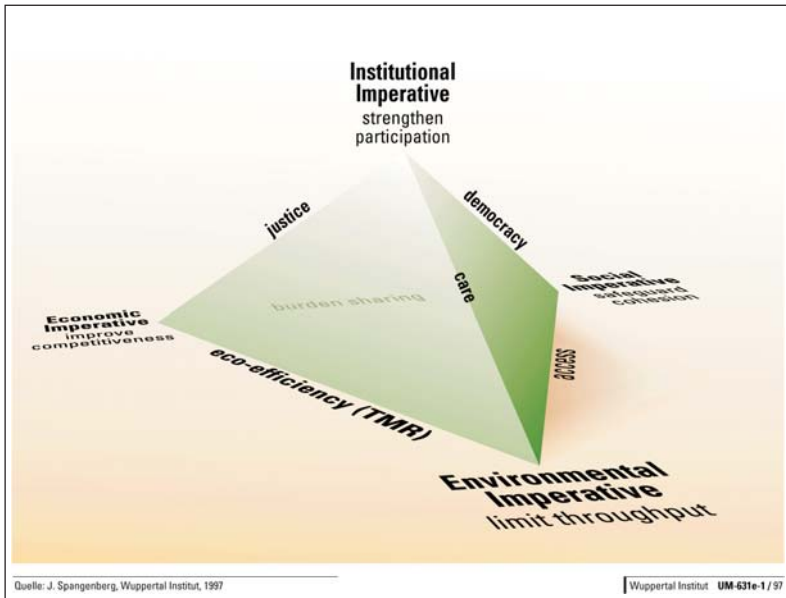 Institutional
Imperative
strengthen
participation
justice
democracy
care
Social
Imperative
safeguard
cohesion
burden sharing
Economic
Imperative
improve
competitiveness
eco-efficiency (TMR)
access
Environmental
Imperative
limit throughput
Quelle: J. Spangenberg, Wuppertal Institut, 1997
Wuppertal Institut UM-631e-1 / 97